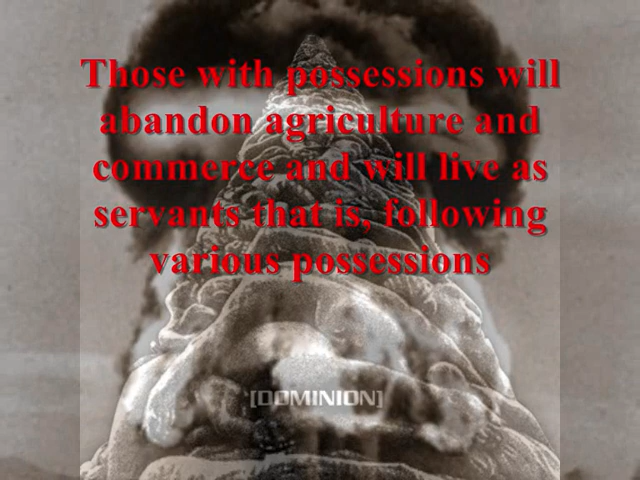 Those with possessions will
abandon agriculture and
commerce and will live as
servants that is, following
various possessions
[DOMINION]